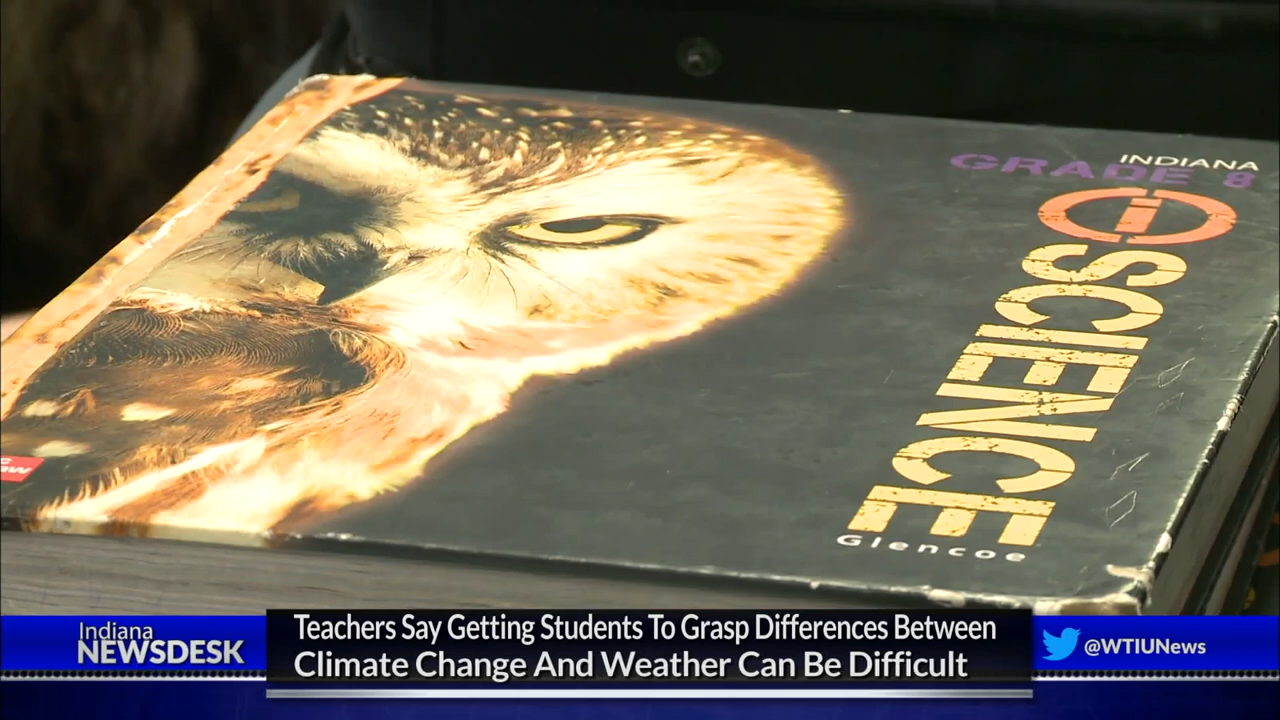 INDIANA
GRADE 8
SCIENCE
Glencoe
Indiana
NEWSDESK
Teachers Say Getting Students To Grasp Differences Between
Climate Change And Weather Can Be Difficult
@WTIUNews